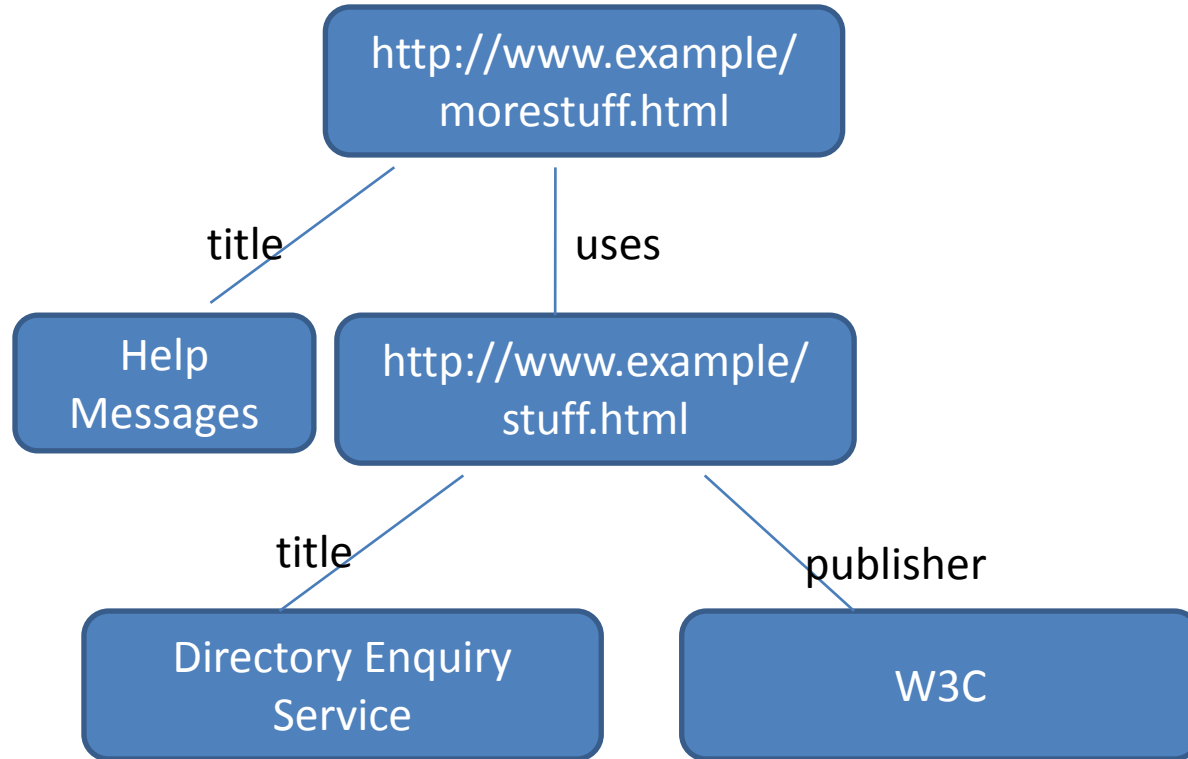 http://www.example/
morestuff.html
title
uses
Help
Messages
http://www.example/
stuff.html
title
publisher
Directory Enquiry
Service
W3C